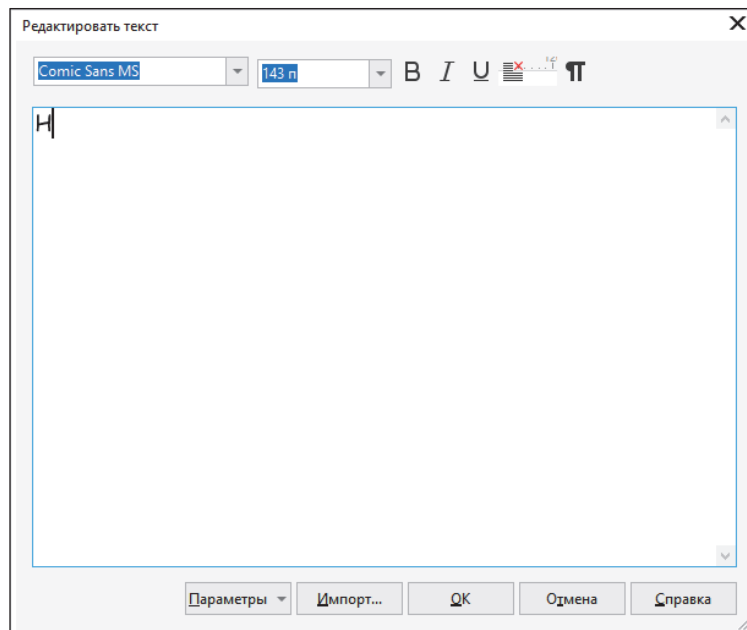 Редактировать текст
Comic Sans MS
143 п
B I U ¶
Н
Параметры
Импорт...
OK
Отмена
Справка